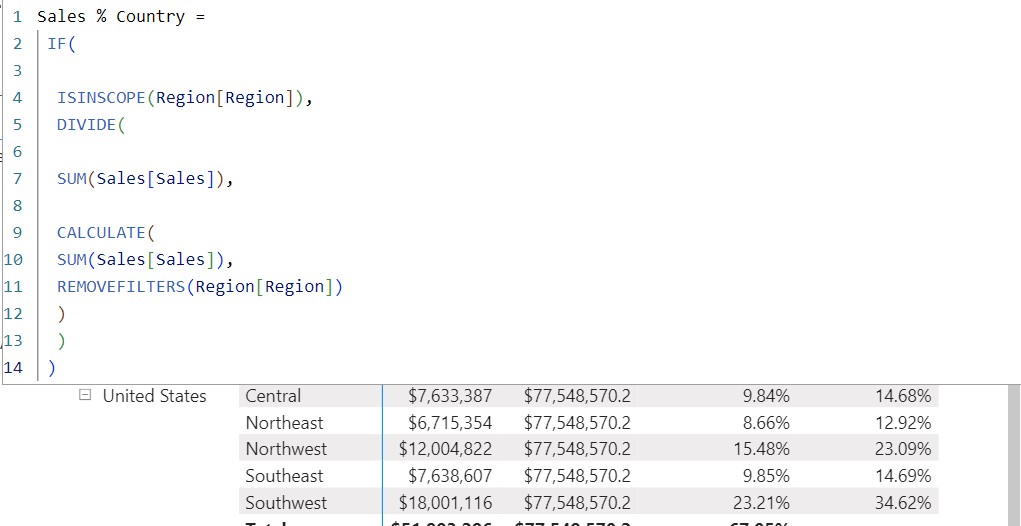 1 Sales % Country =
2 IF(
3
4 ISINSCOPE(Region[Region]),
5 DIVIDE(
6
7 SUM(Sales[Sales]),
8
9 CALCULATE(
10 SUM(Sales[Sales]),
11 REMOVEFILTERS(Region[Region])
12 )
13 )
14 )
United States Central $7,633,387 $77,548,570.2 9.84% 14.68%
Northeast $6,715,354 $77,548,570.2 8.66% 12.92%
Northwest $12,004,822 $77,548,570.2 15.48% 23.09%
Southeast $7,638,607 $77,548,570.2 9.85% 14.69%
Southwest $18,001,116 $77,548,570.2 23.21% 34.62%